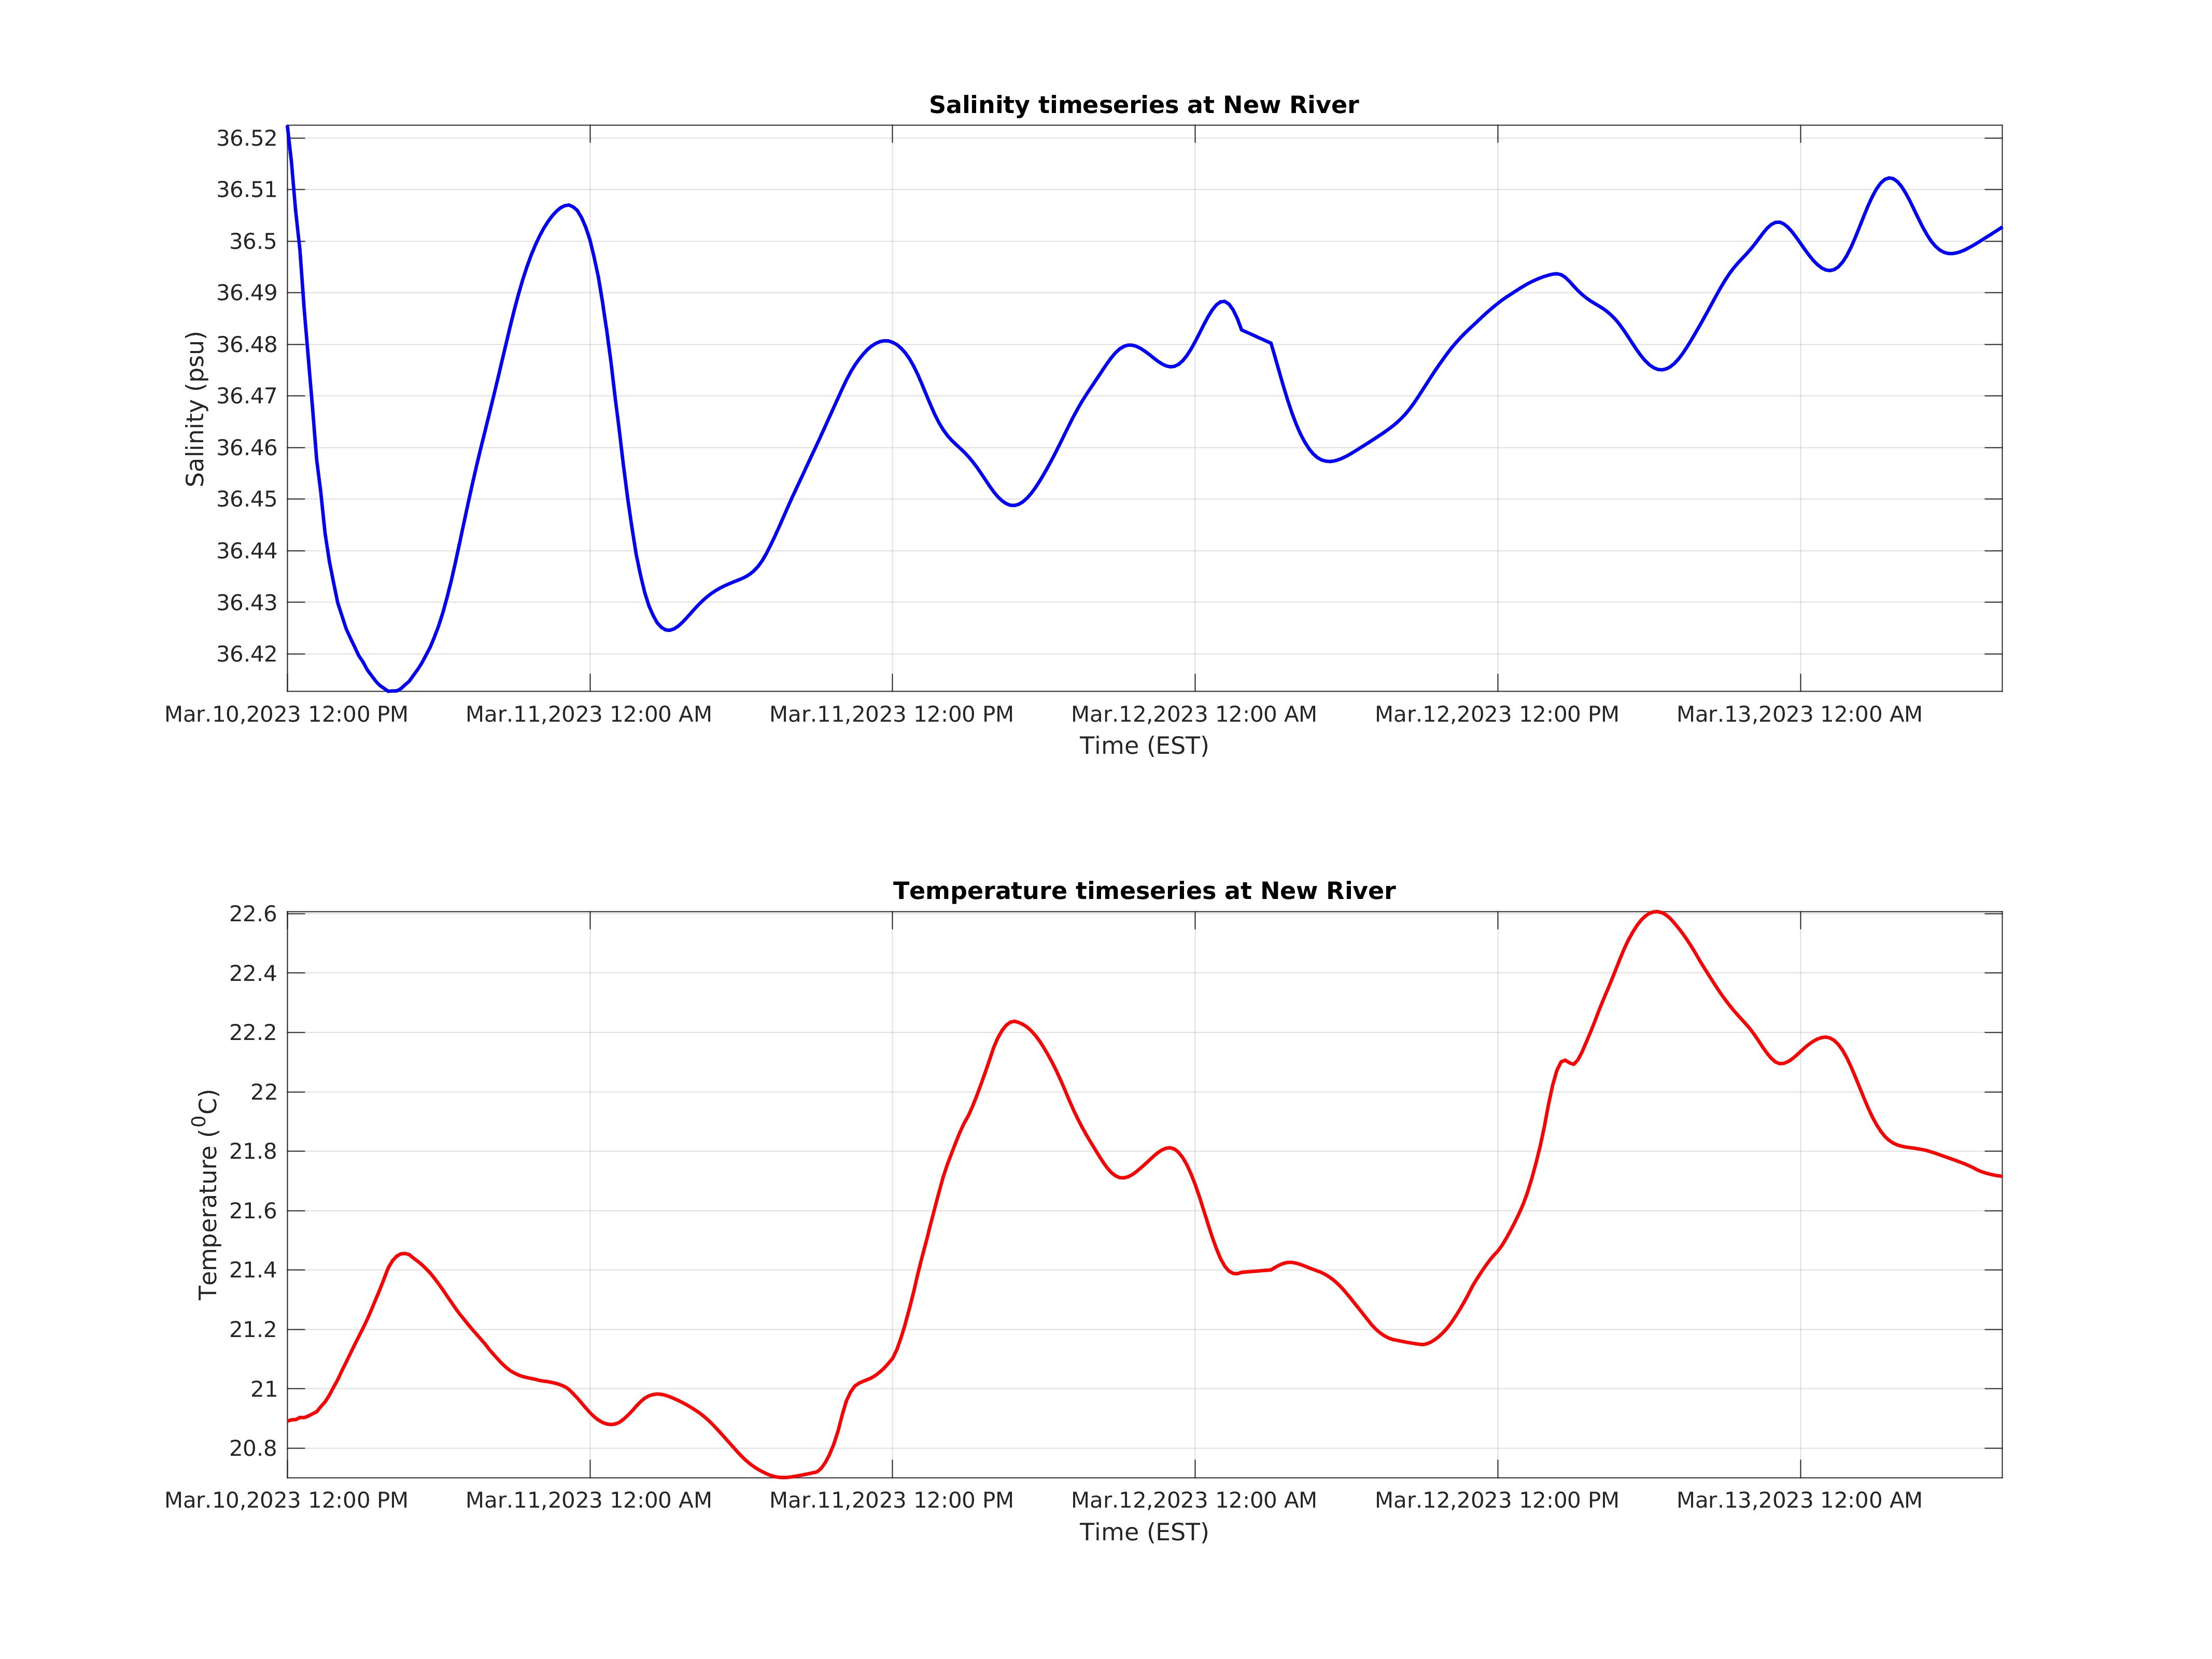 Salinity timeseries at New River
36.52
36.51
36.5
36.49
36.48
36.47
36.46
36.45
36.44
36.43
36.42
Salinity (psu)
Mar.10,2023 12:00 PM Mar.11,2023 12:00 AM Mar.11,2023 12:00 PM Mar.12,2023 12:00 AM Mar.12,2023 12:00 PM Mar.13,2023 12:00 AM
Time (EST)
Temperature timeseries at New River
22.6
22.4
22.2
22
21.8
21.6
21.4
21.2
21
20.8
Temperature (⁰C)
Mar.10,2023 12:00 PM Mar.11,2023 12:00 AM Mar.11,2023 12:00 PM Mar.12,2023 12:00 AM Mar.12,2023 12:00 PM Mar.13,2023 12:00 AM
Time (EST)